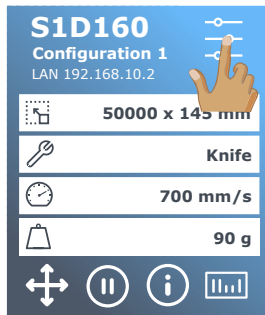 S1D160
Configuration 1
LAN 192.168.10.2
50000 x 145 mm
Knife
700 mm/s
90 g